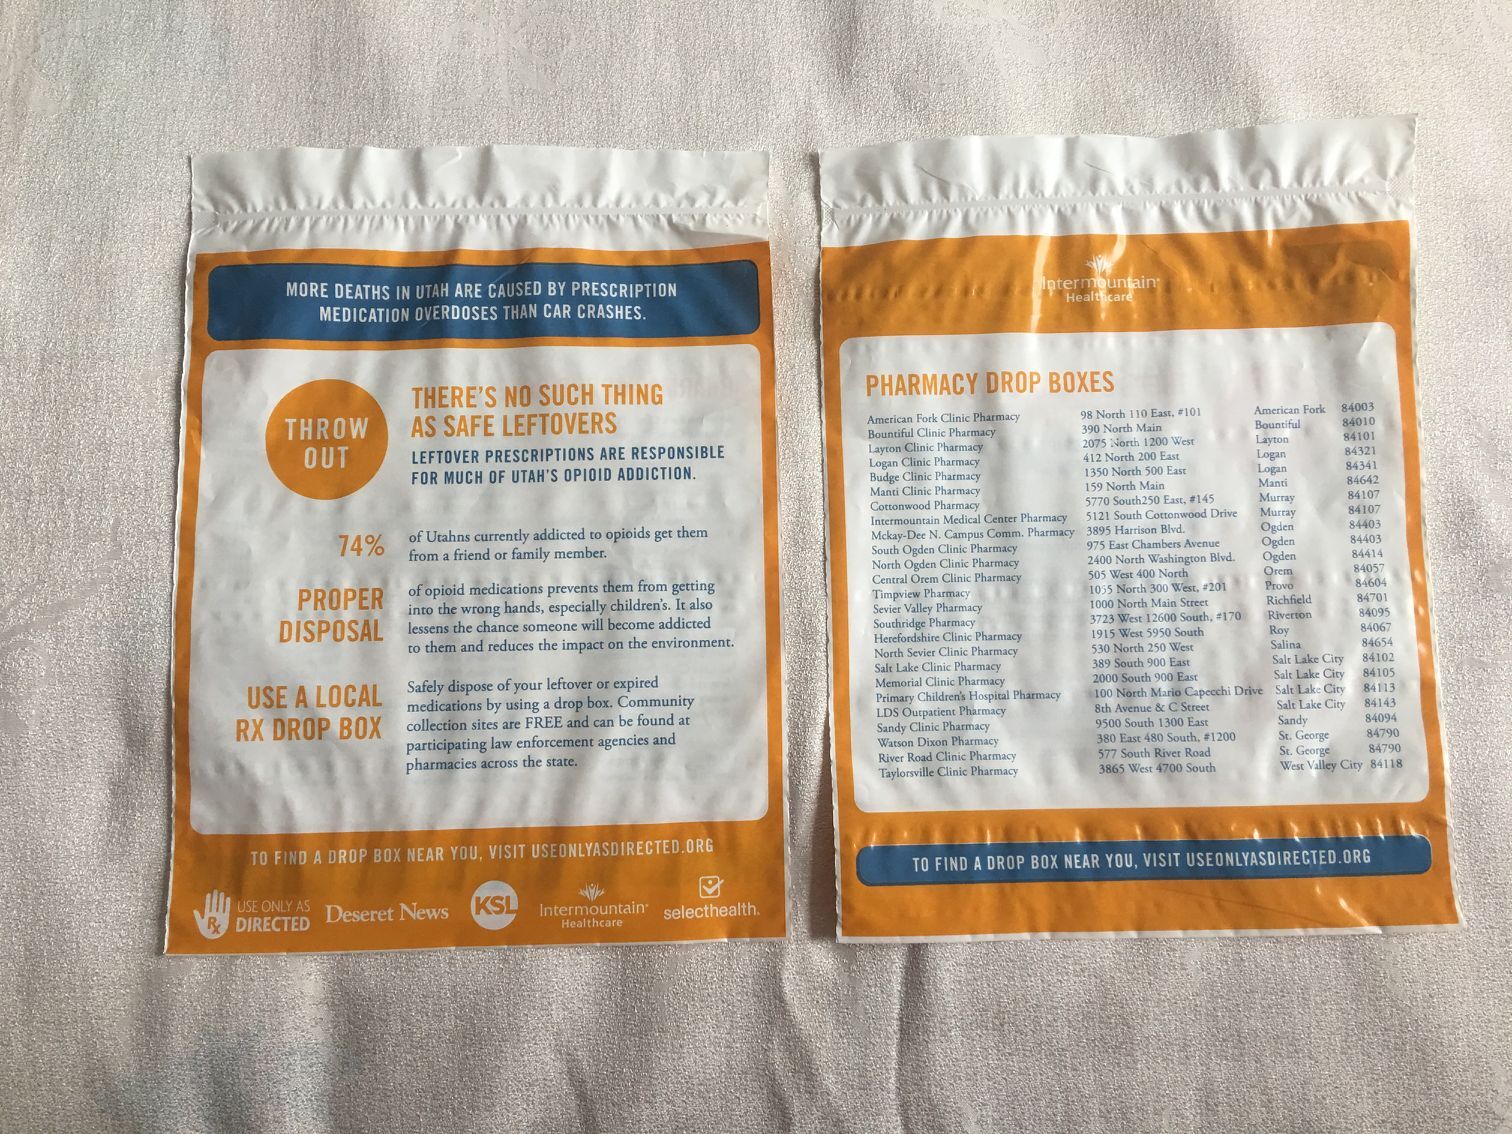 MORE DEATHS IN UTAH ARE CAUSED BY PRESCRIPTION
MEDICATION OVERDOSES THAN CAR CRASHES.
THROW
OUT
THERE'S NO SUCH THING
AS SAFE LEFTOVERS
LEFTOVER PRESCRIPTIONS ARE RESPONSIBLE
FOR MUCH OF UTAH'S OPIOID ADDICTION.
74%
of Utahns currently addicted to opioids get them
from a friend or family member.
PROPER
DISPOSAL
of opioid medications prevents them from getting
into the wrong hands, especially children's. It also
lessens the chance someone will become addicted
to them and reduces the impact on the environment.
USE A LOCAL
RX DROP BOX
Safely dispose of your leftover or expired
medications by using a drop box. Community
collection sites are FREE and can be found at
participating law enforcement agencies and
pharmacies across the state.
TO FIND A DROP BOX NEAR YOU, VISIT USEONLYASDIRECTED.ORG
Rx
USE ONLY AS
DIRECTED
Deseret News
KSL
Intermountain®
Healthcare
selecthealth.
Intermountain®
Healthcare
PHARMACY DROP BOXES
American Fork Clinic Pharmacy 98 North 110 East, #101 American Fork 84003
Bountiful Clinic Pharmacy 390 North Main Bountiful 84010
Layton Clinic Pharmacy 2075 North 1200 West Layton 84101
Logan Clinic Pharmacy 412 North 200 East Logan 84321
Budge Clinic Pharmacy 1350 North 500 East Logan 84341
Manti Clinic Pharmacy 159 North Main Manti 84642
Cottonwood Pharmacy 5770 South250 East, #145 Murray 84107
Intermountain Medical Center Pharmacy 5121 South Cottonwood Drive Murray 84107
Mckay-Dee N. Campus Comm. Pharmacy 3895 Harrison Blvd. Ogden 84403
South Ogden Clinic Pharmacy 975 East Chambers Avenue Ogden 84403
North Ogden Clinic Pharmacy 2400 North Washington Blvd. Ogden 84414
Central Orem Clinic Pharmacy 505 West 400 North Orem 84057
Timpview Pharmacy 1055 North 300 West, #201 Provo 84604
Sevier Valley Pharmacy 1000 North Main Street Richfield 84701
Southridge Pharmacy 3723 West 12600 South, #170 Riverton 84095
Herefordshire Clinic Pharmacy 1915 West 5950 South Roy 84067
North Sevier Clinic Pharmacy 530 North 250 West Salina 84654
Salt Lake Clinic Pharmacy 389 South 900 East Salt Lake City 84102
Memorial Clinic Pharmacy 2000 South 900 East Salt Lake City 84105
Primary Children's Hospital Pharmacy 100 North Mario Capecchi Drive Salt Lake City 84113
LDS Outpatient Pharmacy 8th Avenue & C Street Salt Lake City 84143
Sandy Clinic Pharmacy 9500 South 1300 East Sandy 84094
Watson Dixon Pharmacy 380 East 480 South, #1200 St. George 84790
River Road Clinic Pharmacy 577 South River Road St. George 84790
Taylorsville Clinic Pharmacy 3865 West 4700 South West Valley City 84118
TO FIND A DROP BOX NEAR YOU, VISIT USEONLYASDIRECTED.ORG